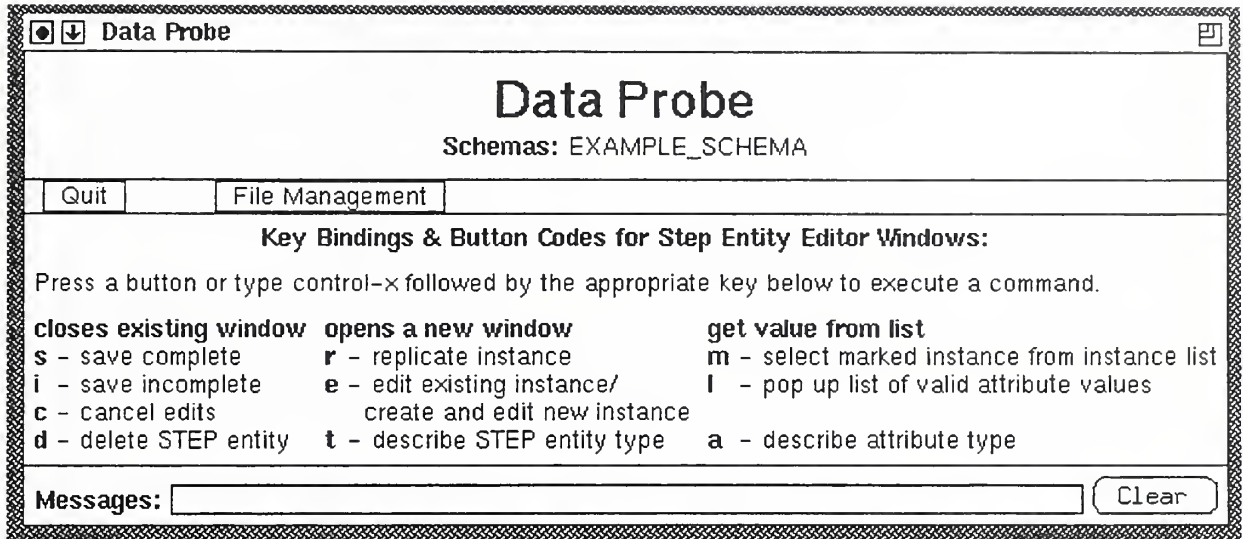 Data Probe
Data Probe
Schemas: EXAMPLE_SCHEMA
Quit File Management
Key Bindings & Button Codes for Step Entity Editor Windows:
Press a button or type control-x followed by the appropriate key below to execute a command.
closes existing window opens a new window get value from list
s - save complete r - replicate instance m - select marked instance from instance list
i - save incomplete e - edit existing instance/ l - pop up list of valid attribute values
c - cancel edits create and edit new instance
d - delete STEP entity t - describe STEP entity type a - describe attribute type
Messages: Clear